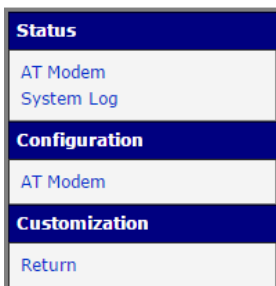 Status
AT Modem
System Log
Configuration
AT Modem
Customization
Return